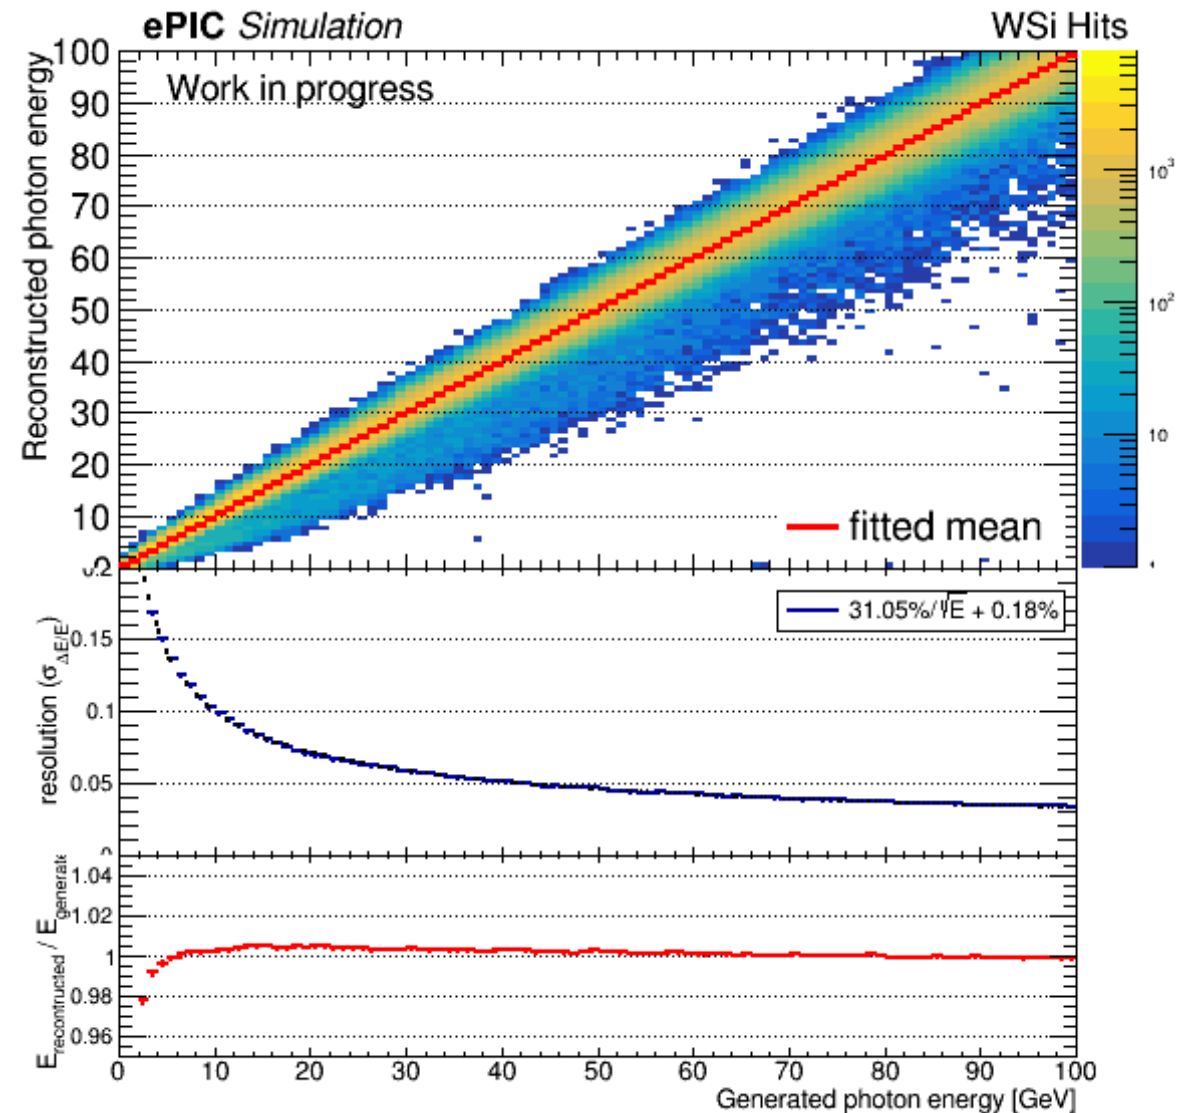 ePIC Simulation
WSi Hits
Work in progress
Reconstructed photon energy
100
90
80
70
60
50
40
30
20
10
fitted mean
10³
10²
10
resolution (σ ΔE/E)
0.15
0.1
0.05
31.05%/√E + 0.18%
E recontructed / E
1.04
1.02
1
0.98
0.96
0 10 20 30 40 50 60 70 80 90 100
Generated photon energy [GeV]